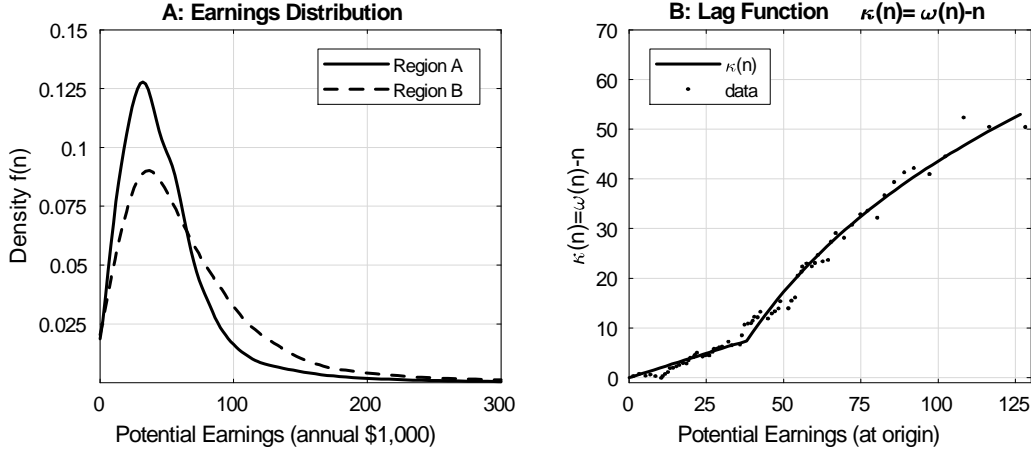 A: Earnings Distribution
0.15
0.125
0.1
0.075
0.05
0.025
Density f(n)
Region A
Region B
0 100 200 300
Potential Earnings (annual $1,000)
B: Lag Function κ(n)= ω(n)-n
70
60
50
40
30
20
10
0
κ(n)=ω(n)-n
κ(n)
data
0 25 50 75 100 125
Potential Earnings (at origin)